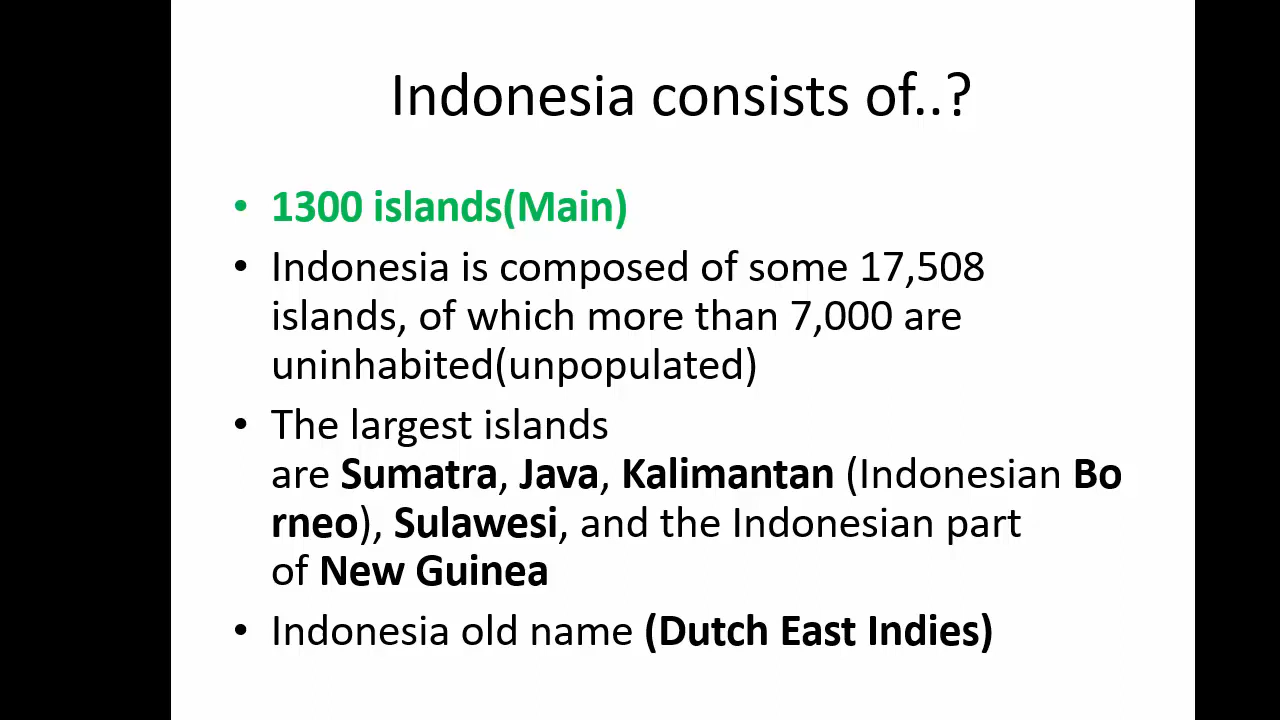 Indonesia consists of..?
• 1300 islands(Main)
• Indonesia is composed of some 17,508
islands, of which more than 7,000 are
uninhabited(unpopulated)
• The largest islands
are Sumatra, Java, Kalimantan (Indonesian Bo
rneo), Sulawesi, and the Indonesian part
of New Guinea
• Indonesia old name (Dutch East Indies)